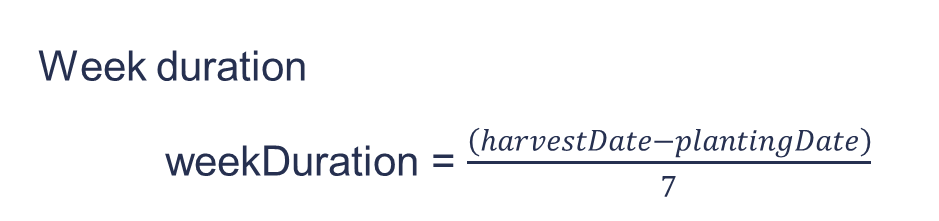 Week duration
weekDuration = (harvestDate−plantingDate)
7